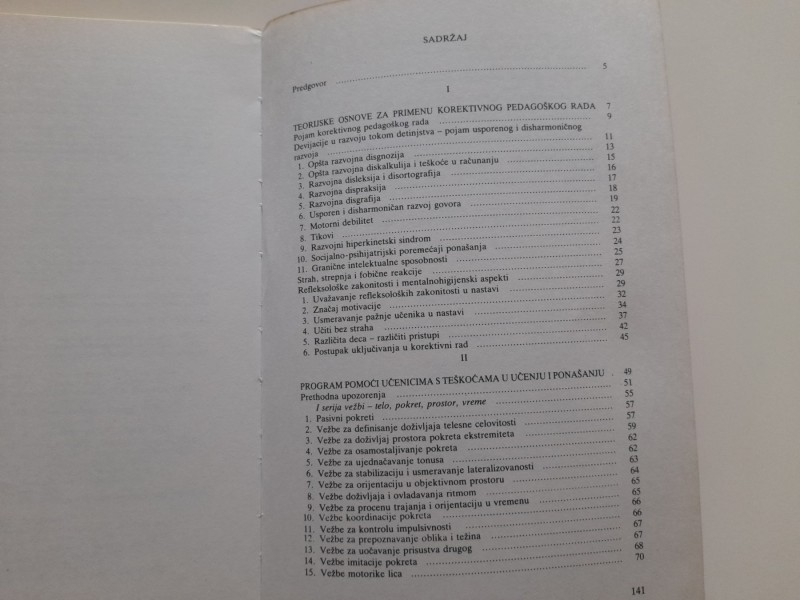 SADRŽAJ
Predgovor 5
I
TEORIJSKE OSNOVE ZA PRIMENU KOREKTIVNOG PEDAGOŠKOG RADA 7
Pojam korektivnog pedagoškog rada 9
Devijacije u razvoju tokom detinjstva – pojam usporenog i disharmoničnog
razvoja 11
1. Opšta razvojna disgnozija 13
2. Opšta razvojna diskalkulija i teškoće u računanju 15
3. Razvojna disleksija i disortografija 16
4. Razvojna dispraksija 17
5. Razvojna disgrafija 18
6. Usporen i disharmoničan razvoj govora 19
7. Motorni debilitet 22
8. Tikovi 22
9. Razvojni hiperkinetski sindrom 23
10. Socijalno-psihijatrijski poremećaji ponašanja 24
11. Granične intelektualne sposobnosti 25
Strah, strepnja i fobične reakcije 27
Refleksološke zakonitosti i mentalnohigijenski aspekti 29
1. Uvažavanje refleksoloških zakonitosti u nastavi 29
2. Značaj motivacije 32
3. Usmeravanje pažnje učenika u nastavi 34
4. Učiti bez straha 37
5. Različita deca – različiti pristupi 42
6. Postupak uključivanja u korektivni rad 45
II
PROGRAM POMOĆI UČENICIMA S TEŠKOĆAMA U UČENJU I PONAŠANJU . 49
Prethodna upozorenja 51
I serija vežbi – telo, pokret, prostor, vreme 55
1. Pasivni pokreti 57
2. Vežbe za definisanje doživljaja telesne celovitosti 57
3. Vežbe za doživljaj prostora pokreta ekstremiteta 59
4. Vežbe za osamostaljivanje pokreta 62
5. Vežbe za ujednačavanje tonusa 62
6. Vežbe za stabilizaciju i usmeravanje lateralizovanosti 63
7. Vežbe za orijentaciju u objektivnom prostoru 64
8. Vežbe doživljaja i ovladavanja ritmom 65
9. Vežbe za procenu trajanja i orijentaciju u vremenu 65
10. Vežbe koordinacije pokreta 66
11. Vežbe za kontrolu impulsivnosti 66
12. Vežbe za prepoznavanje oblika i težina 67
13. Vežbe za uočavanje prisustva drugog 67
14. Vežbe imitacije pokreta 68
15. Vežbe motorike lica 70
141